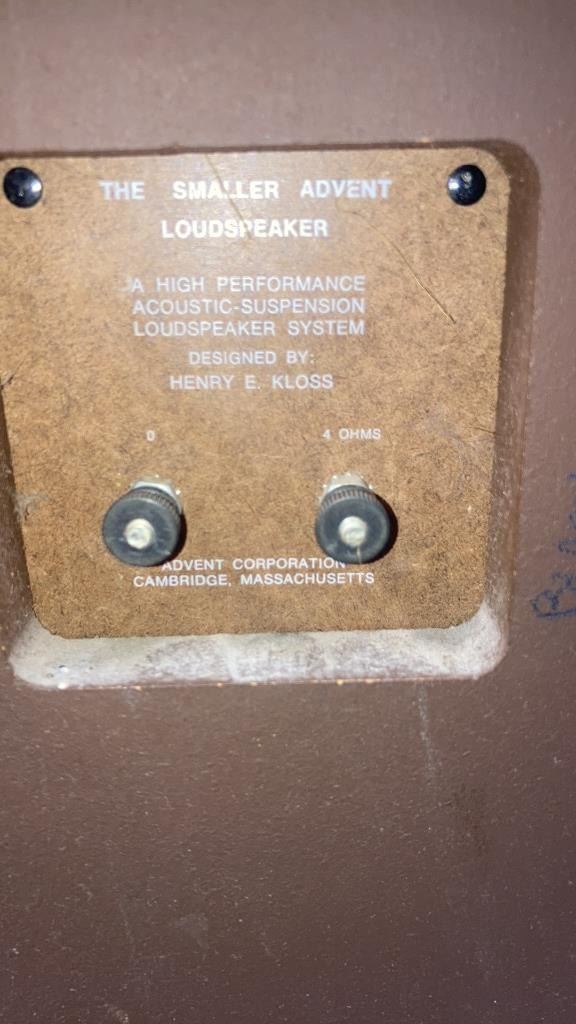 THE SMALLER ADVENT
LOUDSPEAKER
A HIGH PERFORMANCE
ACOUSTIC-SUSPENSION
LOUDSPEAKER SYSTEM
DESIGNED BY:
HENRY E. KLOSS
0 4 OHMS
ADVENT CORPORATION
CAMBRIDGE, MASSACHUSETTS